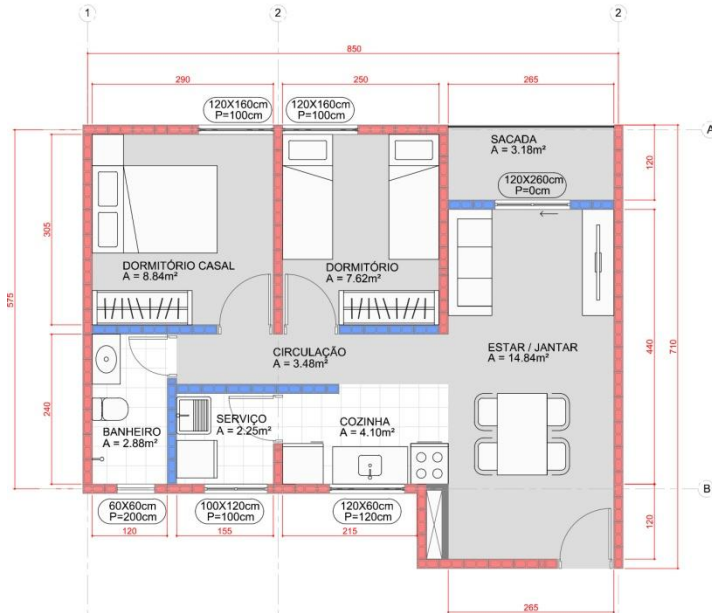 1
2
2
850
290
250
265
120X160cm
P=100cm
120X160cm
P=100cm
A
SACADA
A = 3.18m²
120
120X260cm
P=0cm
305
575
DORMITÓRIO CASAL
A = 8.84m²
DORMITÓRIO
A = 7.62m²
CIRCULAÇÃO
A = 3.48m²
ESTAR / JANTAR
A = 14.84m²
440
710
240
BANHEIRO
A = 2.88m²
SERVIÇO
A = 2.25m²
COZINHA
A = 4.10m²
B
60X60cm
P=200cm
100X120cm
P=100cm
120X60cm
P=120cm
120
155
215
120
265